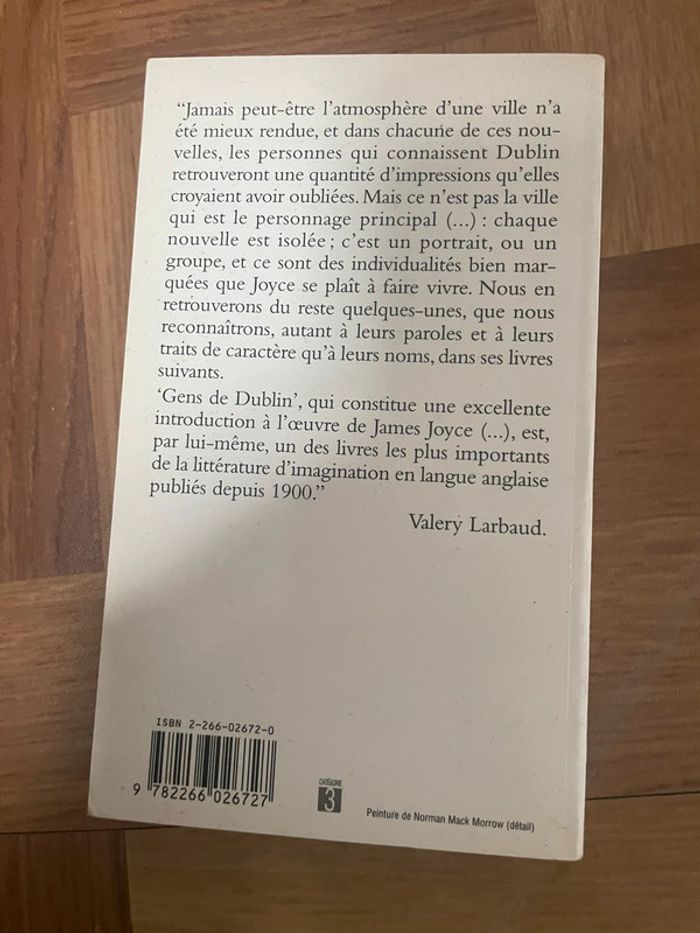 “Jamais peut-être l’atmosphère d’une ville n’a
été mieux rendue, et dans chacune de ces nou-
velles, les personnes qui connaissent Dublin
retrouveront une quantité d’impressions qu’elles
croyaient avoir oubliées. Mais ce n’est pas la ville
qui est le personnage principal (...) : chaque
nouvelle est isolée ; c’est un portrait, ou un
groupe, et ce sont des individualités bien mar-
quées que Joyce se plaît à faire vivre. Nous en
retrouverons du reste quelques-unes, que nous
reconnaîtrons, autant à leurs paroles et à leurs
traits de caractère qu’à leurs noms, dans ses livres
suivants.
‘Gens de Dublin’, qui constitue une excellente
introduction à l’œuvre de James Joyce (...), est,
par lui-même, un des livres les plus importants
de la littérature d’imagination en langue anglaise
publiés depuis 1900.”
Valery Larbaud.
ISBN 2-266-02672-0
9 782266 026727
CATÉGORIE
3
Peinture de Norman Mack Morrow (détail)